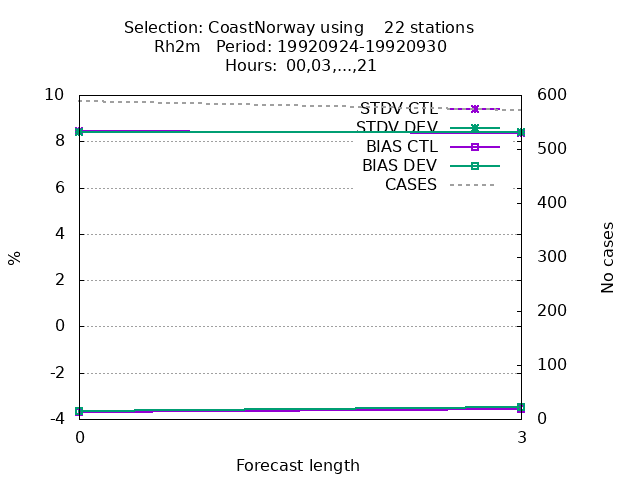 Selection: CoastNorway using    22 stations
Rh2m   Period: 19920924-19920930
Hours:  00,03,...,21
10
8
6
4
2
0
-2
-4
%
600
500
400
300
200
100
0
No cases
STDV CTL
STDV DEV
BIAS CTL
BIAS DEV
CASES
0
3
Forecast length